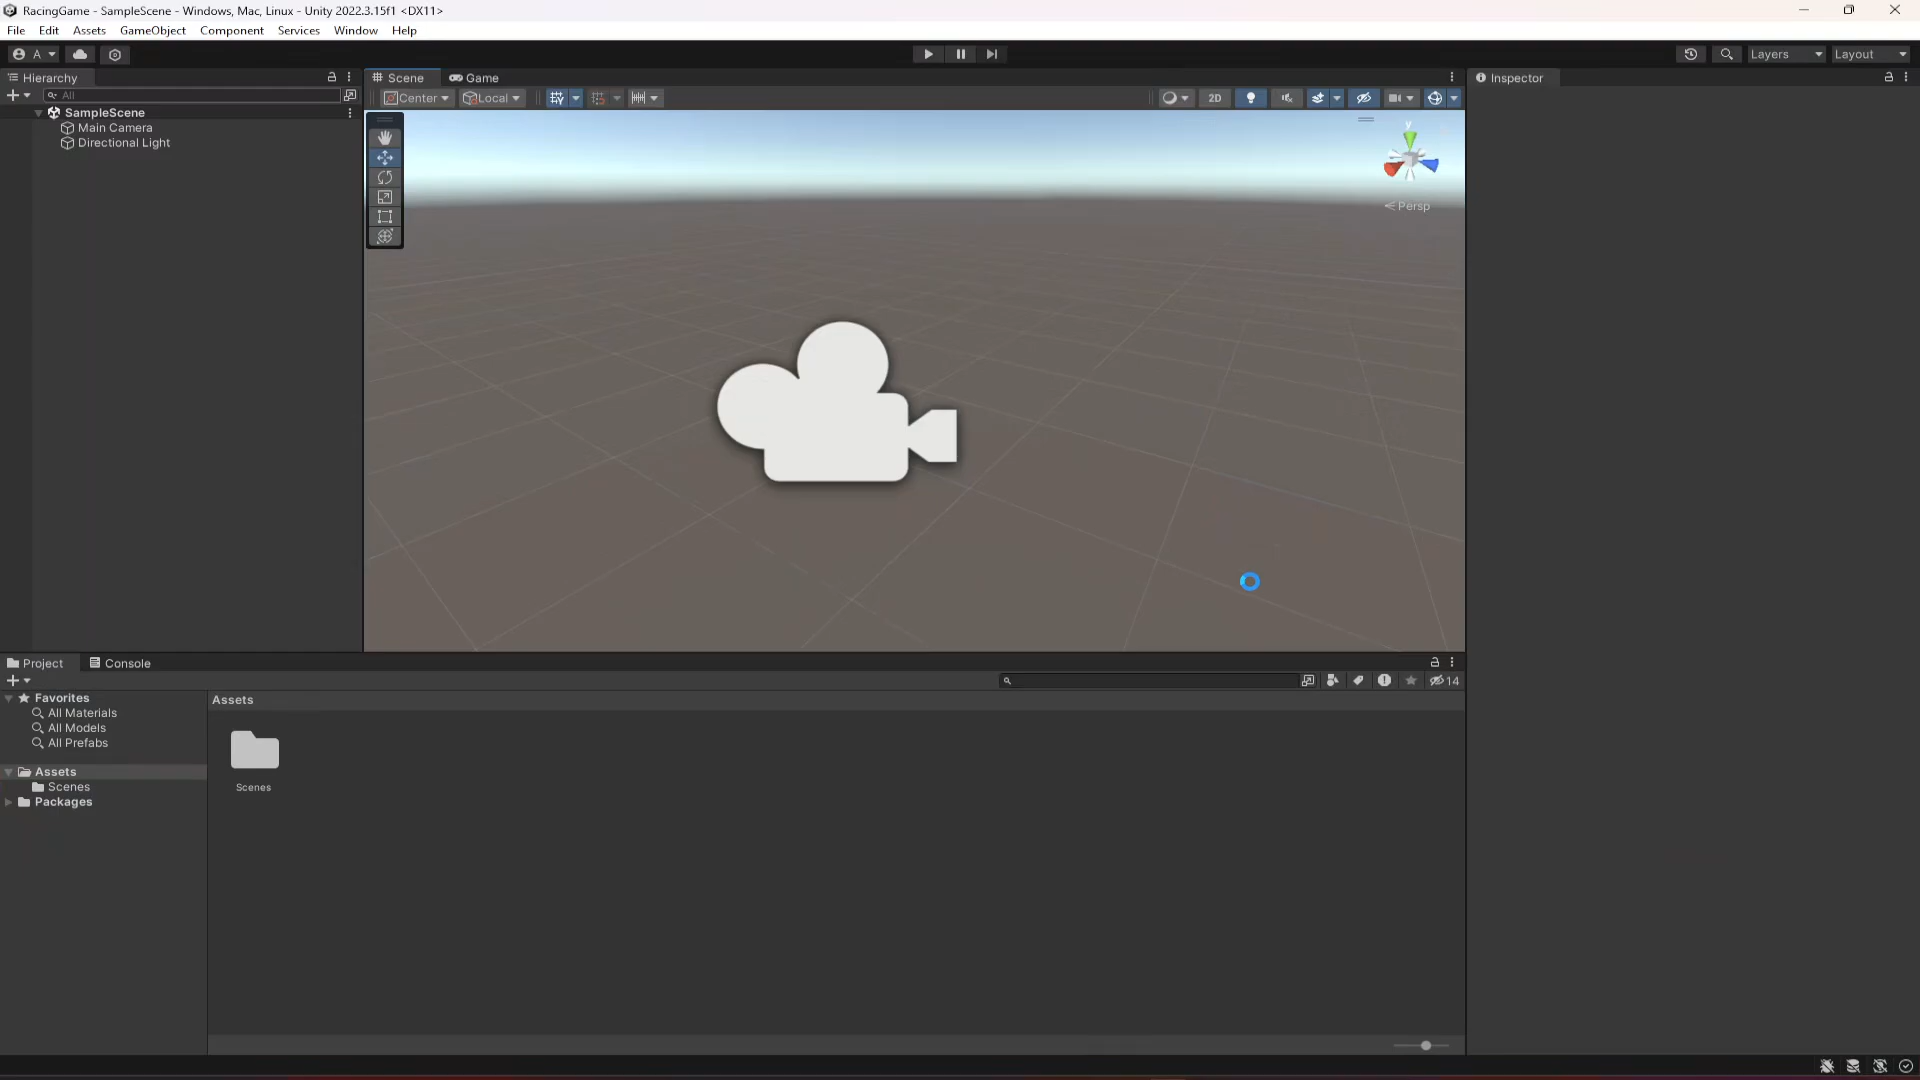 RacingGame - SampleScene - Windows, Mac, Linux - Unity 2022.3.15f1 <DX11>
File Edit Assets GameObject Component Services Window Help
A
Layers
Layout
Hierarchy
All
SampleScene
Main Camera
Directional Light
Scene
Game
Center
Local
2D
y
Persp
Inspector
Project
Console
14
Favorites
All Materials
All Models
All Prefabs
Assets
Scenes
Packages
Assets
Scenes